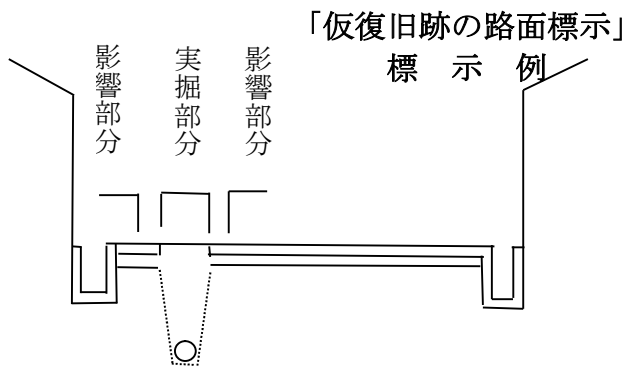 「仮復旧跡の路面標示」
標 示 例
影響部分
実掘部分
影響部分